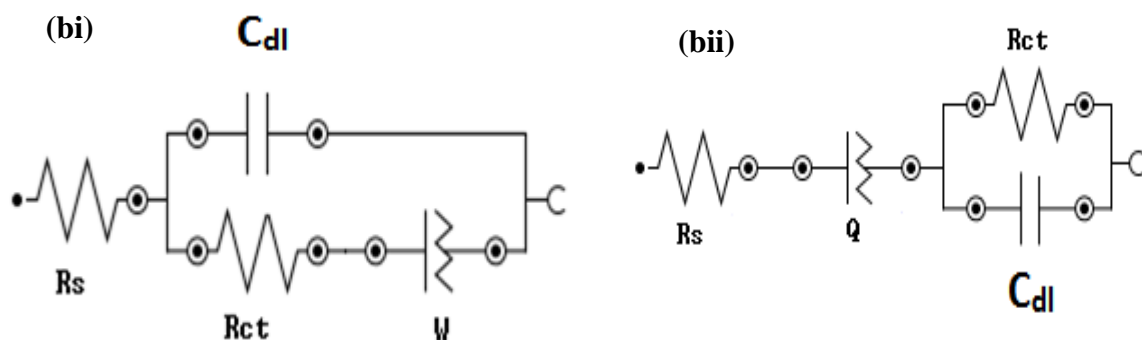 (bi)
Cdl
Rs
Rct
W
(bii)
Rct
Rs
Q
Cdl